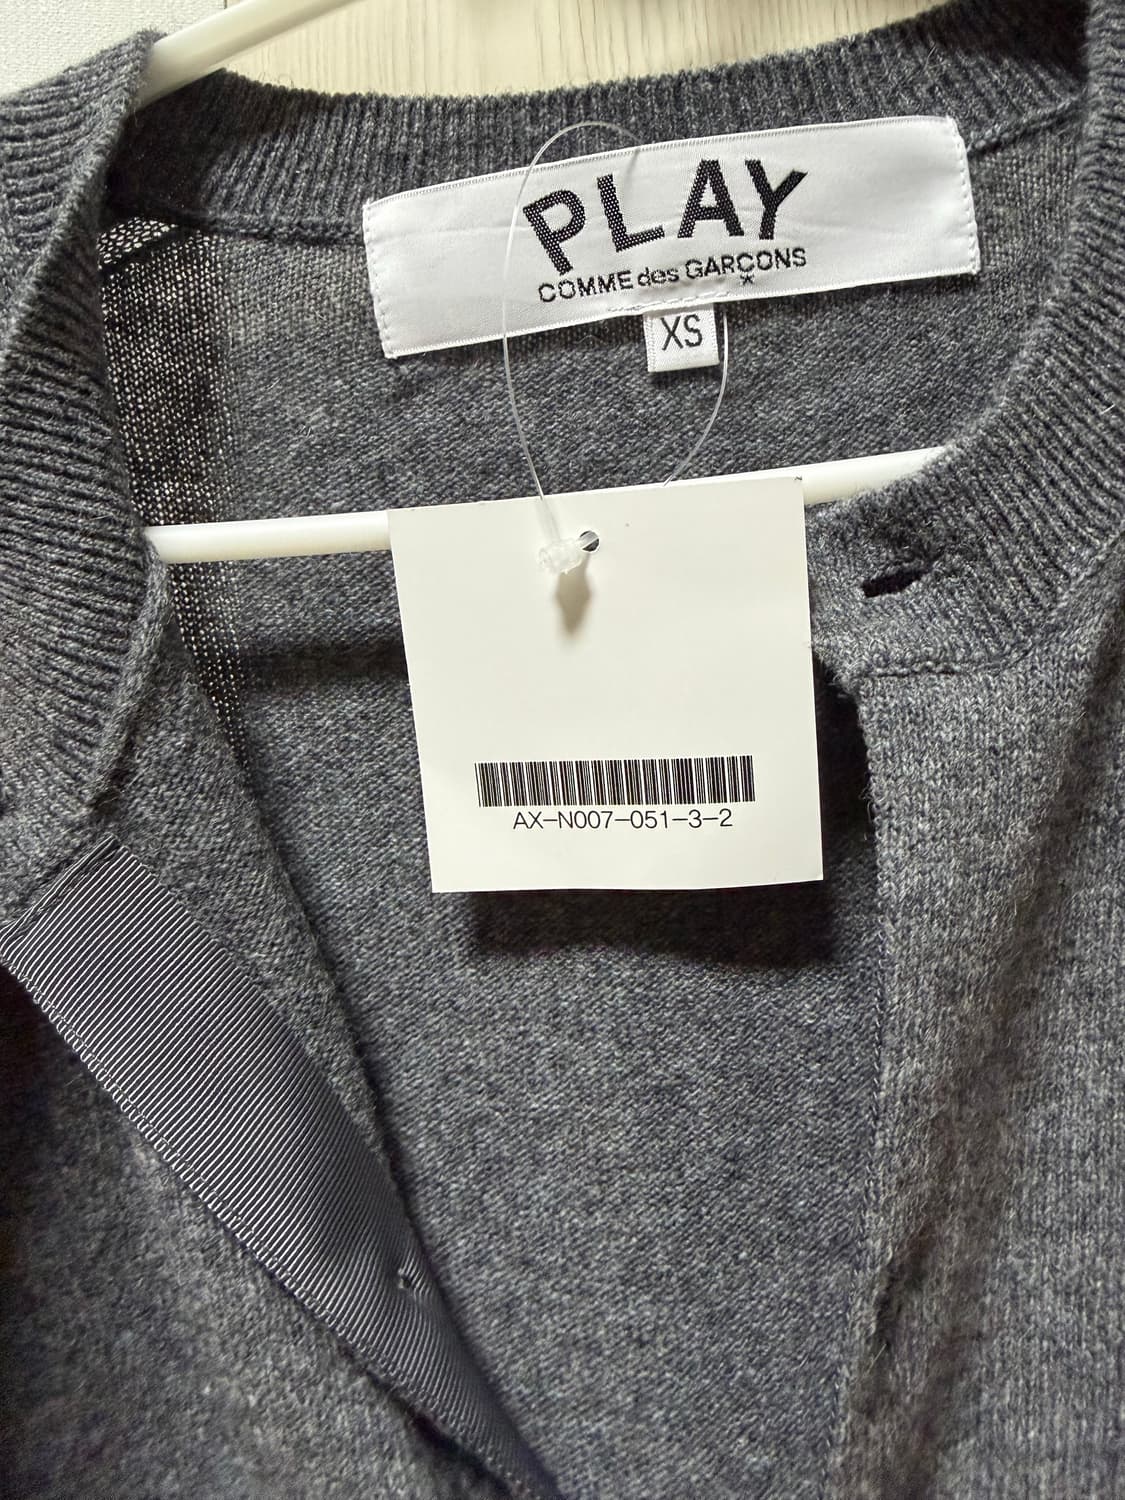 PLAY
COMME des GARÇONS
XS
AX-N007-051-3-2